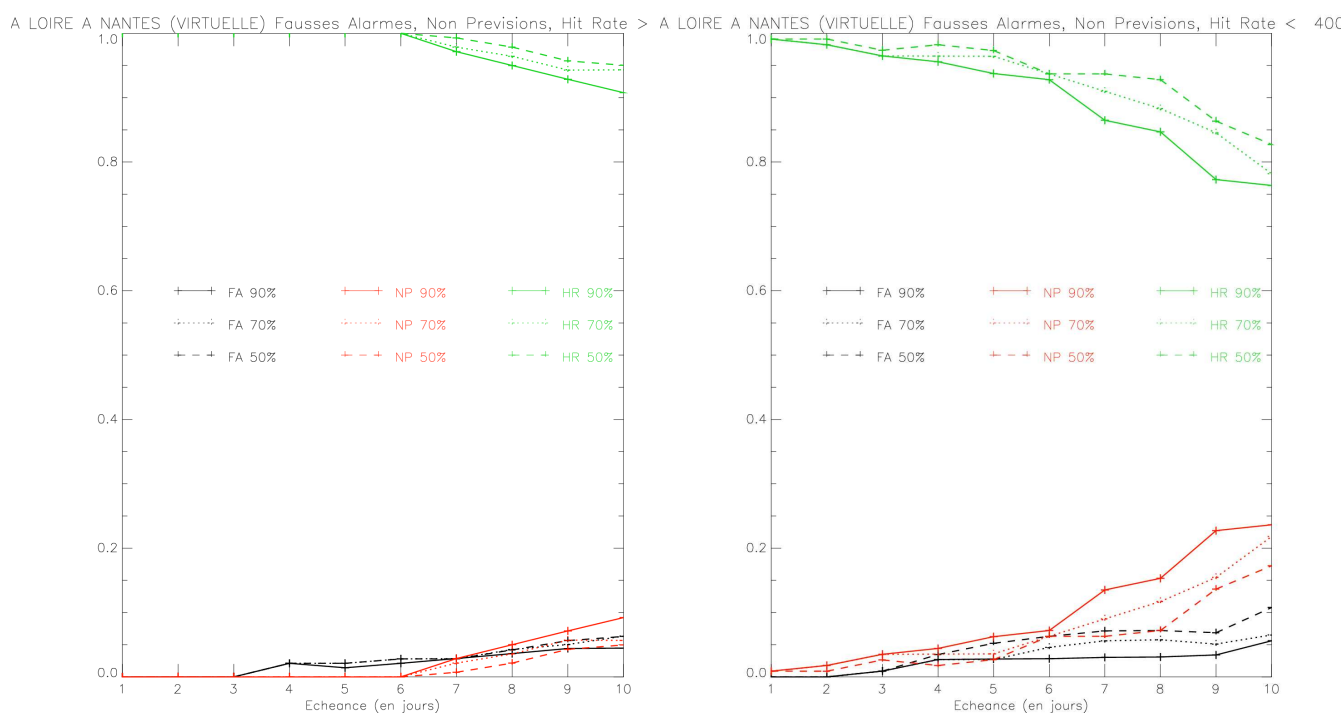 A LOIRE A NANTES (VIRTUELLE) Fausses Alarmes, Non Previsions, Hit Rate >
1.0
0.8
0.6
0.4
0.2
0.0
FA 90% NP 90% HR 90%
FA 70% NP 70% HR 70%
FA 50% NP 50% HR 50%
1 2 3 4 5 6 7 8 9 10
Echeance (en jours)
A LOIRE A NANTES (VIRTUELLE) Fausses Alarmes, Non Previsions, Hit Rate < 400
1.0
0.8
0.6
0.4
0.2
0.0
FA 90% NP 90% HR 90%
FA 70% NP 70% HR 70%
FA 50% NP 50% HR 50%
1 2 3 4 5 6 7 8 9 10
Echeance (en jours)